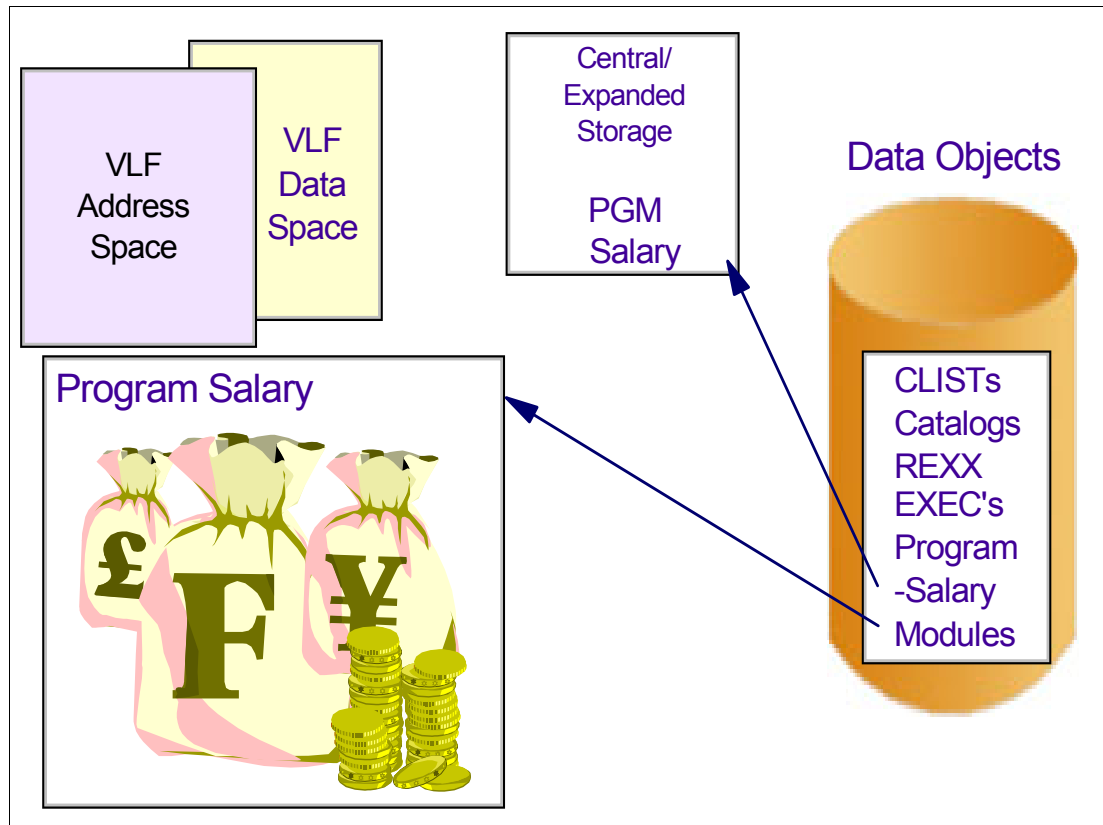 VLF
Address
Space
VLF
Data
Space
Central/
Expanded
Storage
PGM
Salary
Data Objects
CLISTs
Catalogs
REXX
EXEC's
Program
-Salary
Modules
Program Salary
£
F
¥